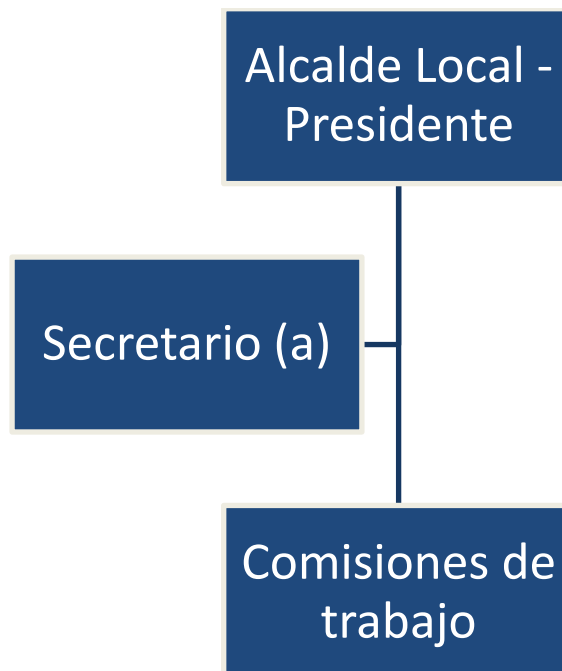 Alcalde Local -
Presidente
Secretario (a)
Comisiones de
trabajo